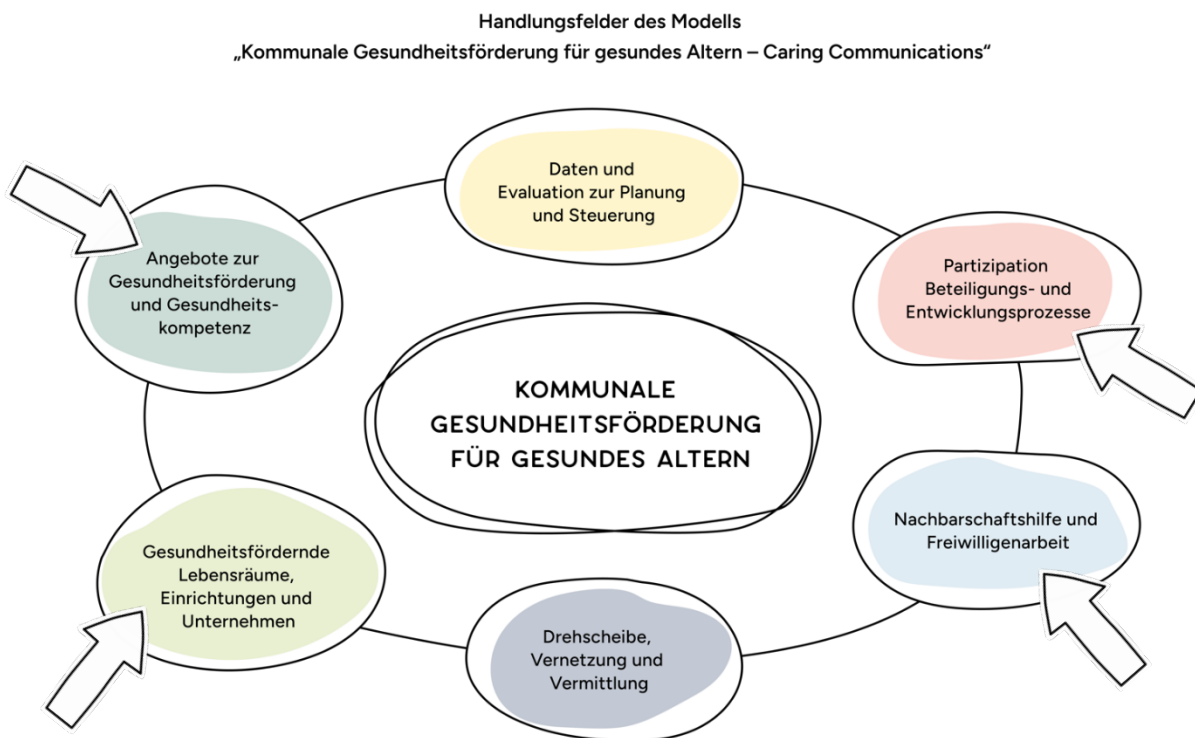 Handlungsfelder des Modells
„Kommunale Gesundheitsförderung für gesundes Altern – Caring Communications“
Daten und
Evaluation zur Planung
und Steuerung
Angebote zur
Gesundheitsförderung
und Gesundheits-
kompetenz
Partizipation
Beteiligungs- und
Entwicklungsprozesse
KOMMUNALE
GESUNDHEITSFÖRDERUNG
FÜR GESUNDES ALTERN
Gesundheitsfördernde
Lebensräume,
Einrichtungen und
Unternehmen
Nachbarschaftshilfe und
Freiwilligenarbeit
Drehscheibe,
Vernetzung und
Vermittlung